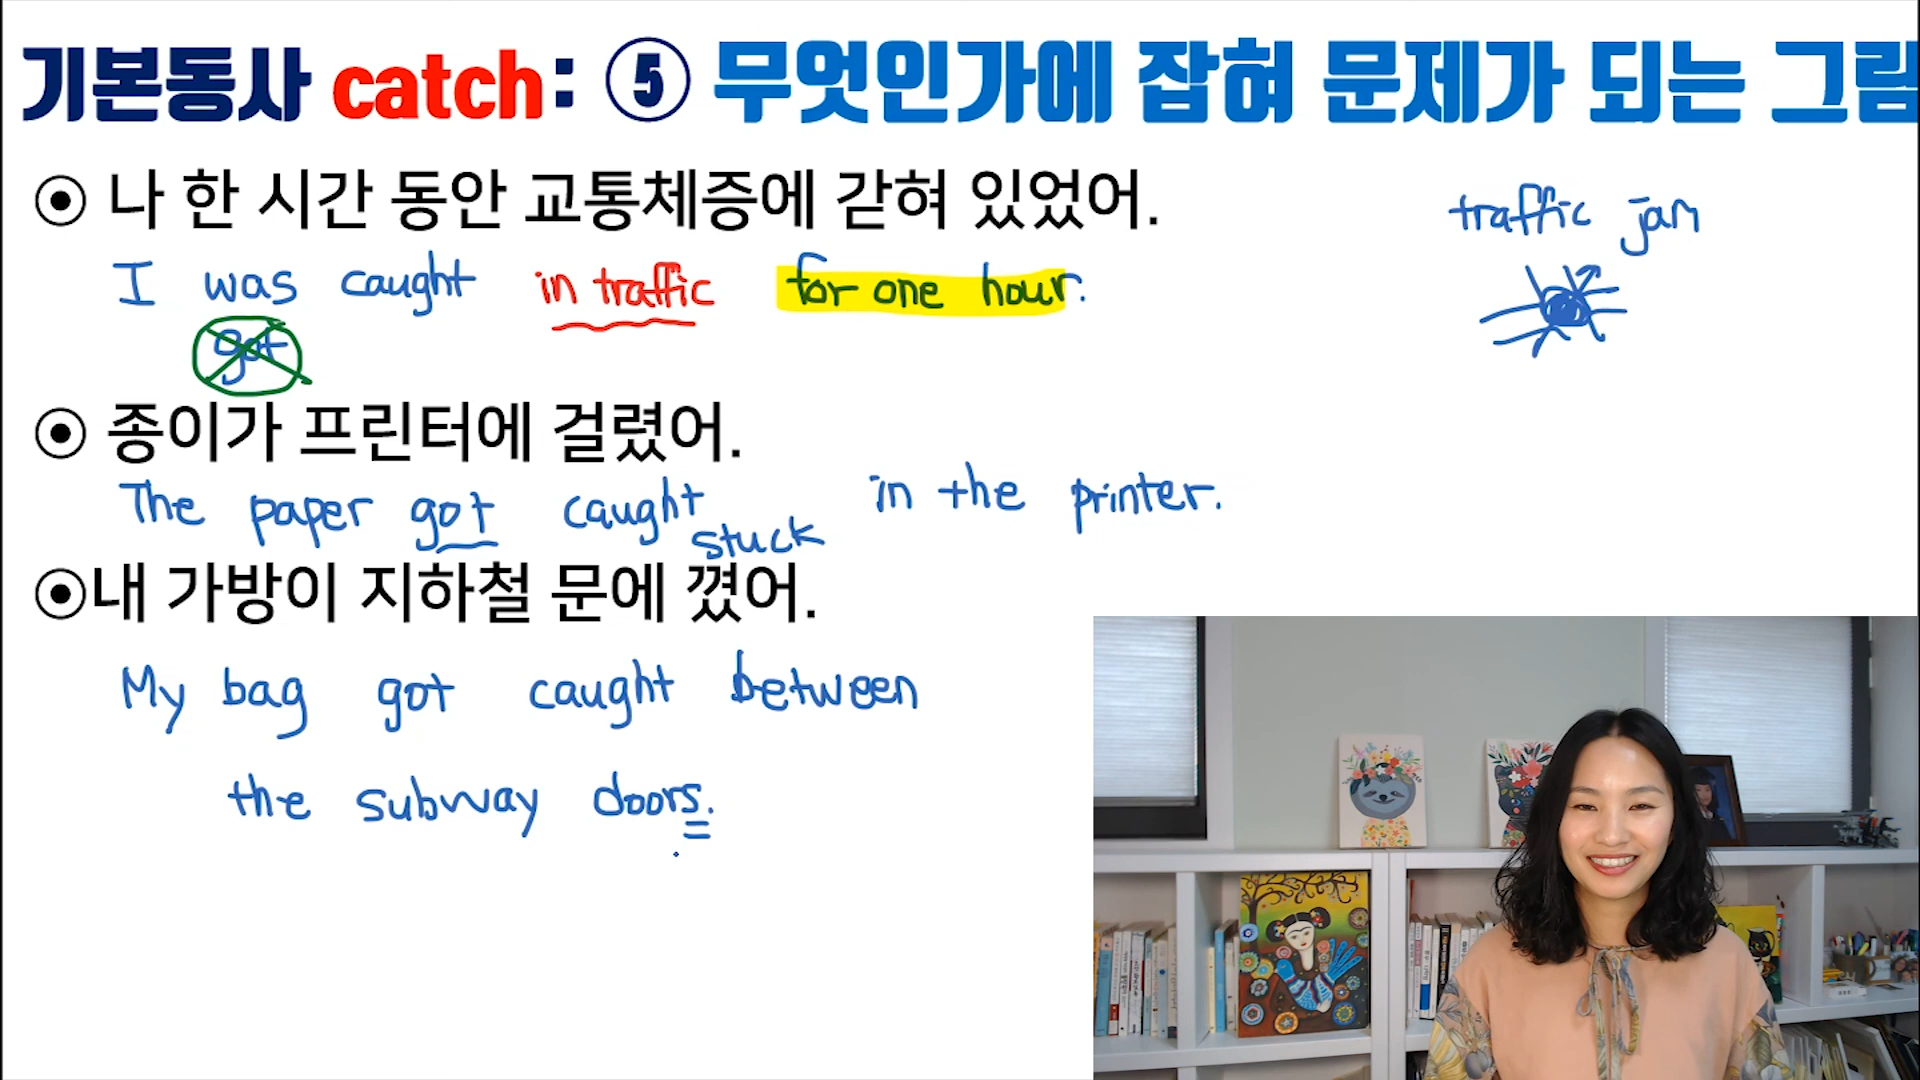 기본동사 catch: ⑤ 무엇인가에 잡혀 문제가 되는 그림
⦿ 나 한 시간 동안 교통체증에 갇혀 있었어.
traffic jam
I was caught in traffic for one hour.
got
⦿ 종이가 프린터에 걸렸어.
The paper got caught in the printer.
stuck
⦿내 가방이 지하철 문에 꼈어.
My bag got caught between
the subway doors.